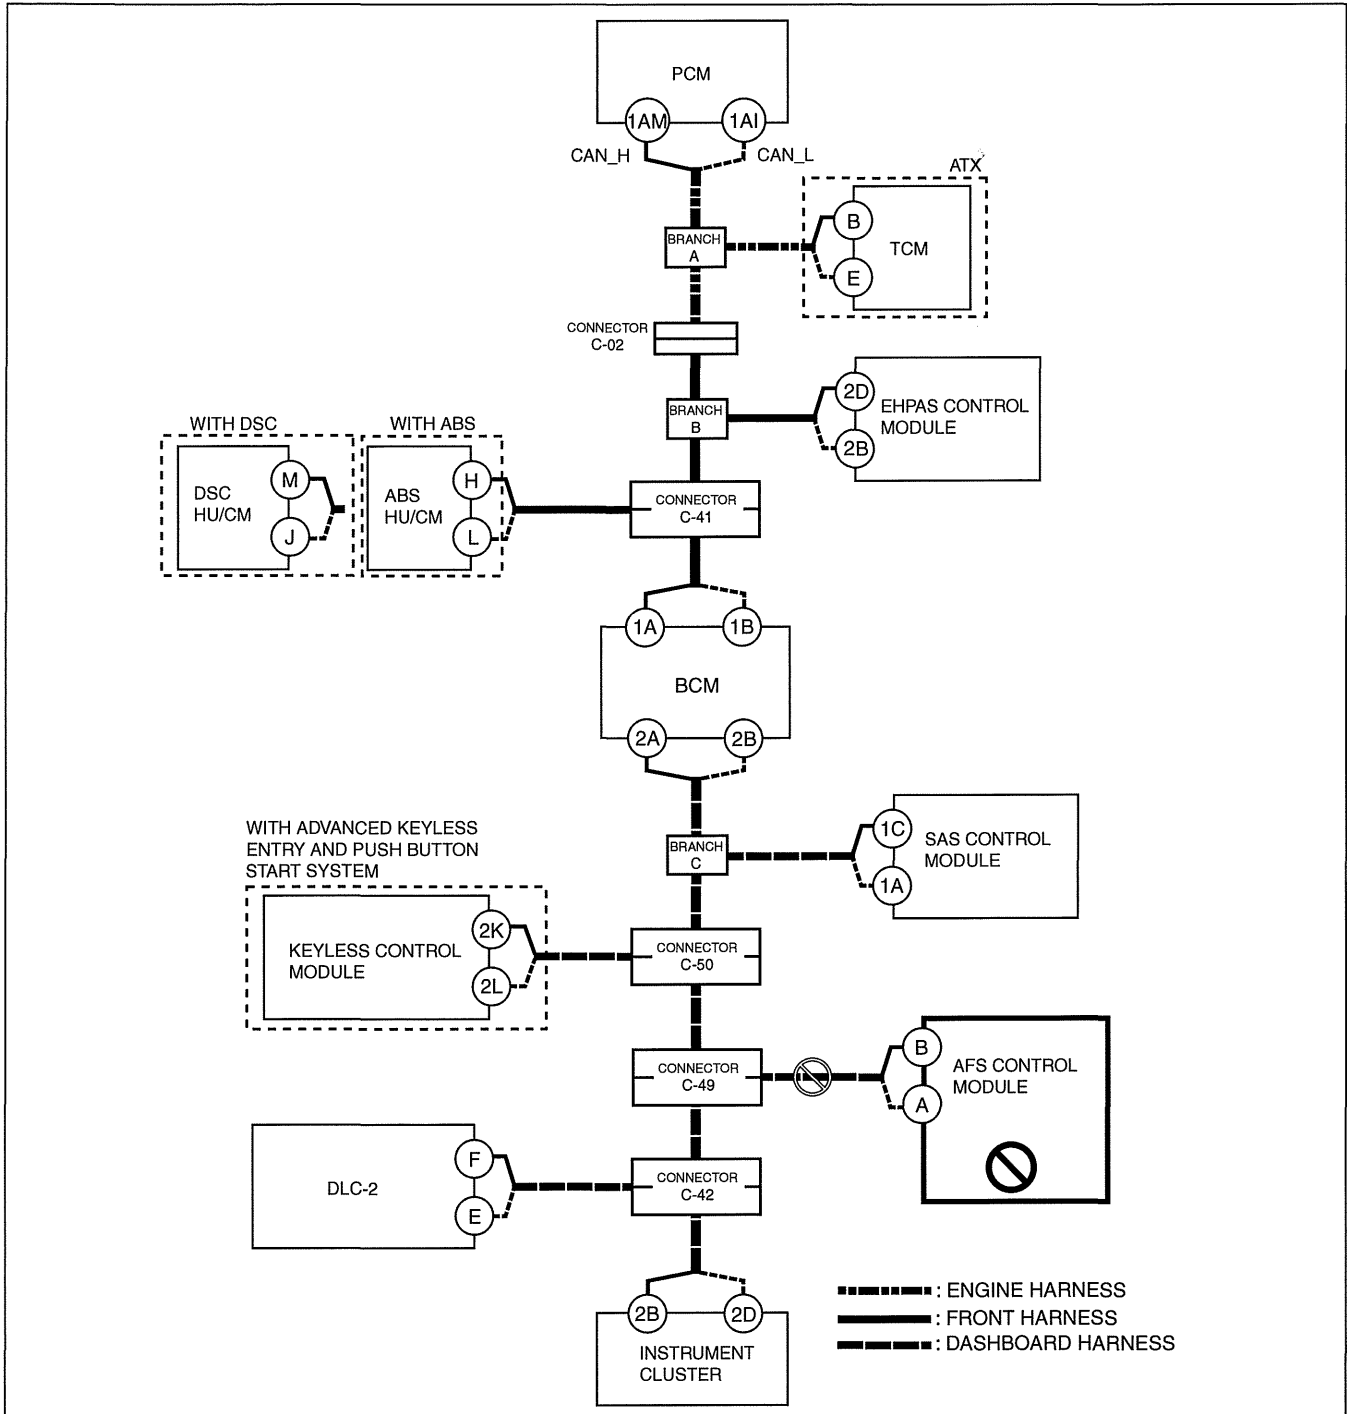 PCM
1AM
1AI
CAN_H
CAN_L
ATX
BRANCH
A
B
E
TCM
CONNECTOR
C-02
BRANCH
B
2D
2B
EHPAS CONTROL
MODULE
WITH DSC
WITH ABS
DSC
HU/CM
M
J
ABS
HU/CM
H
L
CONNECTOR
C-41
1A
1B
BCM
2A
2B
WITH ADVANCED KEYLESS
ENTRY AND PUSH BUTTON
START SYSTEM
BRANCH
C
1C
1A
SAS CONTROL
MODULE
KEYLESS CONTROL
MODULE
2K
2L
CONNECTOR
C-50
CONNECTOR
C-49
B
A
AFS CONTROL
MODULE
DLC-2
F
E
CONNECTOR
C-42
2B
2D
INSTRUMENT
CLUSTER
: ENGINE HARNESS
: FRONT HARNESS
: DASHBOARD HARNESS